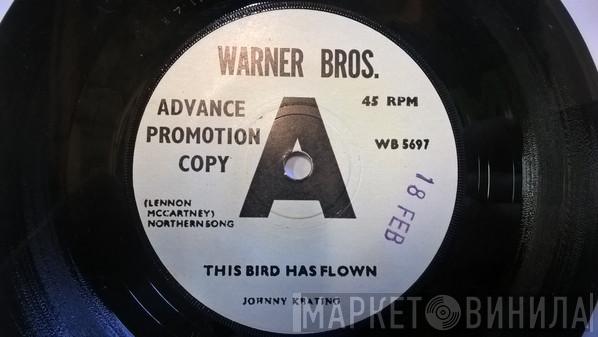 WARNER BROS.
ADVANCE
PROMOTION
COPY
45 RPM
WB 5697
A
(LENNON
MCCARTNEY)
NORTHERN SONG
18 FEB
THIS BIRD HAS FLOWN
JOHNNY KEATING
МАРКЕТ ВИНИЛА